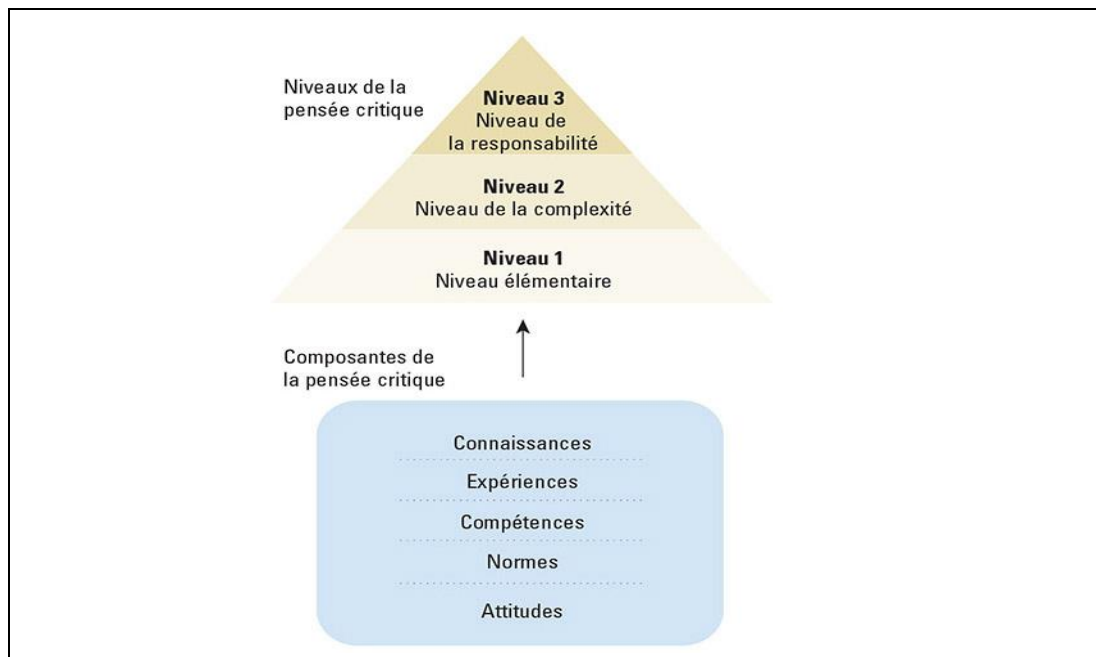 Niveaux de la
pensée critique
Niveau 3
Niveau de
la responsabilité
Niveau 2
Niveau de la complexité
Niveau 1
Niveau élémentaire
Composantes de
la pensée critique
Connaissances
Expériences
Compétences
Normes
Attitudes